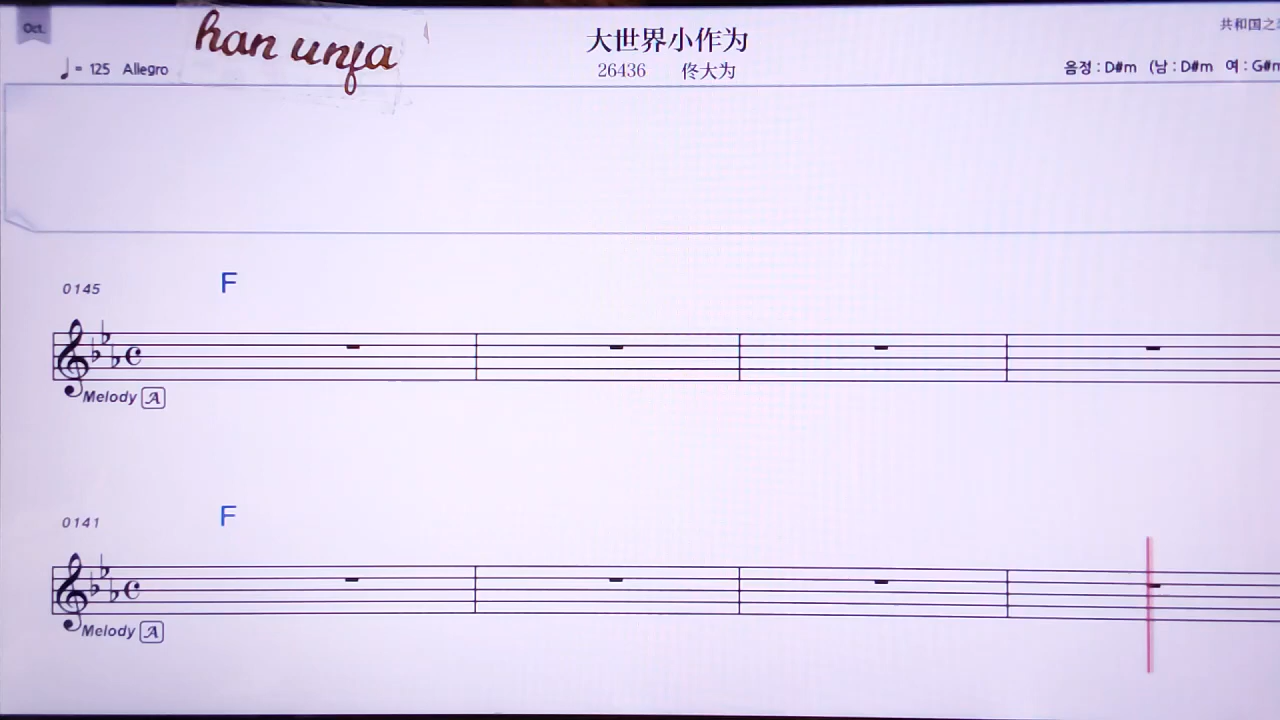 Oct.
han unfa
大世界小作为
共和国之
♩= 125 Allegro
26436 佟大为
음정 : D#m (남 : D#m 여 : G#m
0145
F
Melody A
0141
F
Melody A